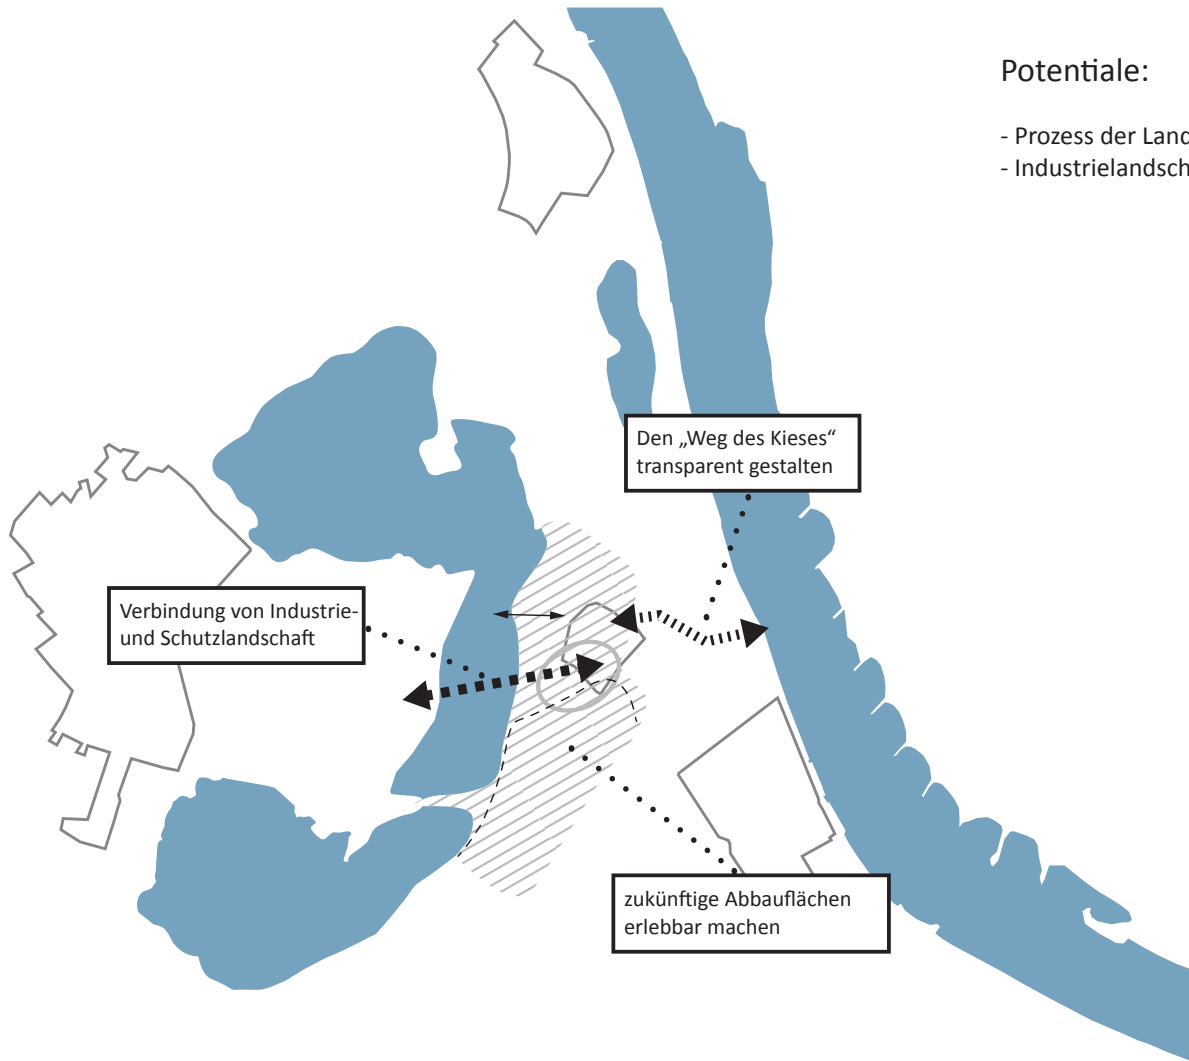 Potentiale:
- Prozess der Land
- Industrielandsch
Den „Weg des Kieses“
transparent gestalten
Verbindung von Industrie-
und Schutzlandschaft
zukünftige Abbauflächen
erlebbar machen